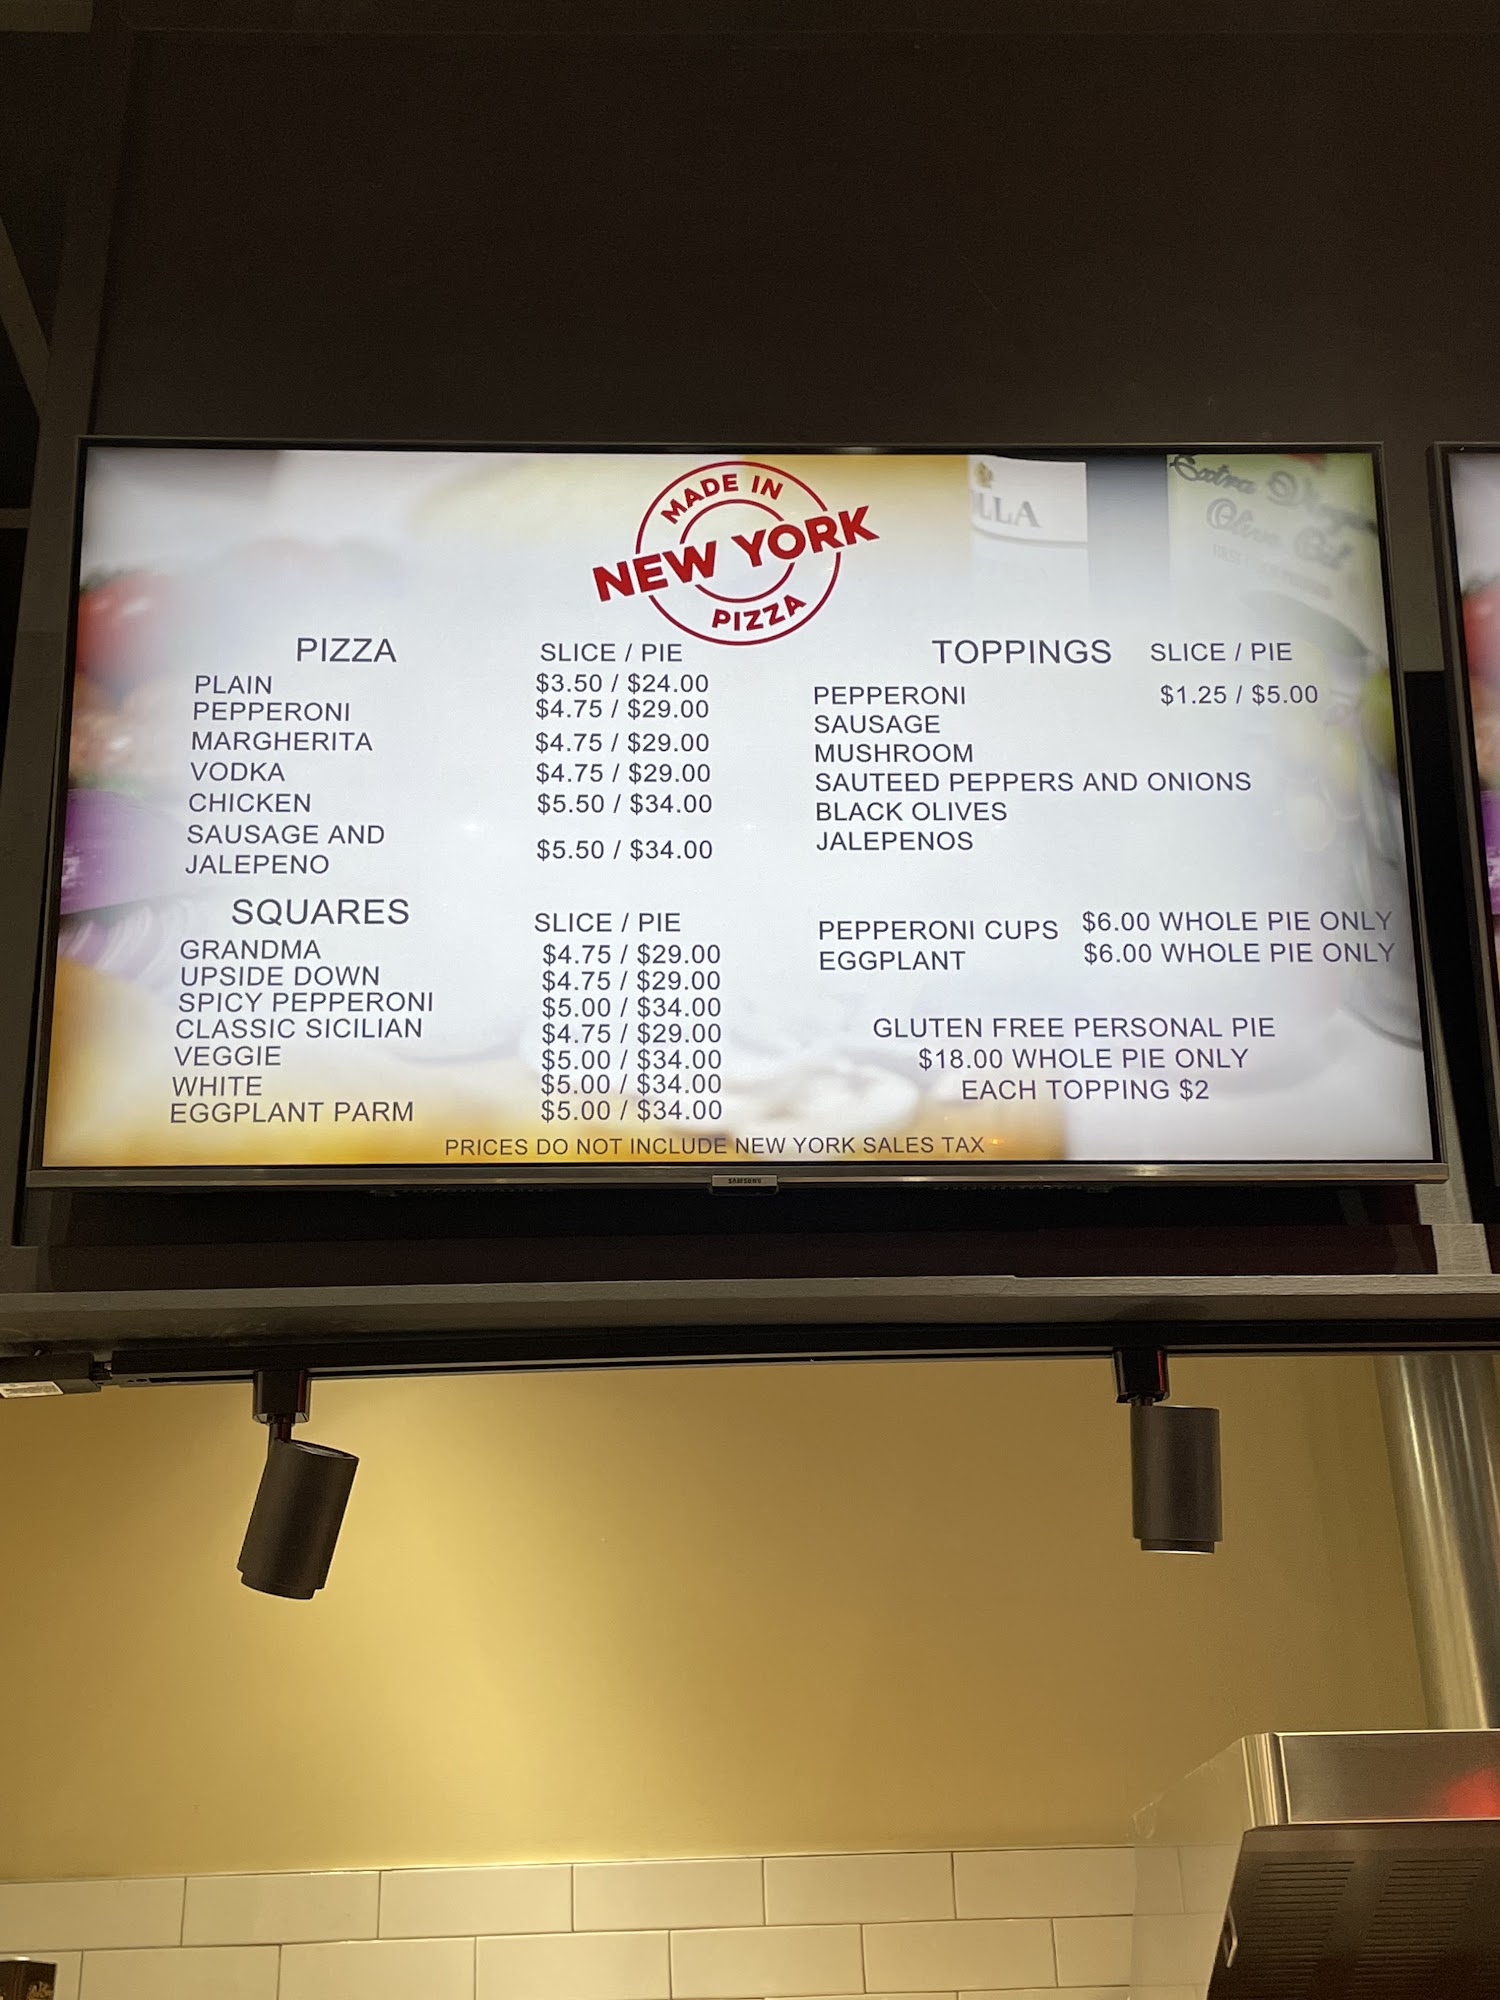 MADE IN
NEW YORK
PIZZA
LLA
Extra Virgin
Olive Oil
PIZZA SLICE / PIE
PLAIN $3.50 / $24.00
PEPPERONI $4.75 / $29.00
MARGHERITA $4.75 / $29.00
VODKA $4.75 / $29.00
CHICKEN $5.50 / $34.00
SAUSAGE AND
JALEPENO $5.50 / $34.00
SQUARES SLICE / PIE
GRANDMA $4.75 / $29.00
UPSIDE DOWN $4.75 / $29.00
SPICY PEPPERONI $5.00 / $34.00
CLASSIC SICILIAN $4.75 / $29.00
VEGGIE $5.00 / $34.00
WHITE $5.00 / $34.00
EGGPLANT PARM $5.00 / $34.00
TOPPINGS SLICE / PIE
PEPPERONI $1.25 / $5.00
SAUSAGE
MUSHROOM
SAUTEED PEPPERS AND ONIONS
BLACK OLIVES
JALEPENOS
PEPPERONI CUPS $6.00 WHOLE PIE ONLY
EGGPLANT $6.00 WHOLE PIE ONLY
GLUTEN FREE PERSONAL PIE
$18.00 WHOLE PIE ONLY
EACH TOPPING $2
PRICES DO NOT INCLUDE NEW YORK SALES TAX
SAMSUNG